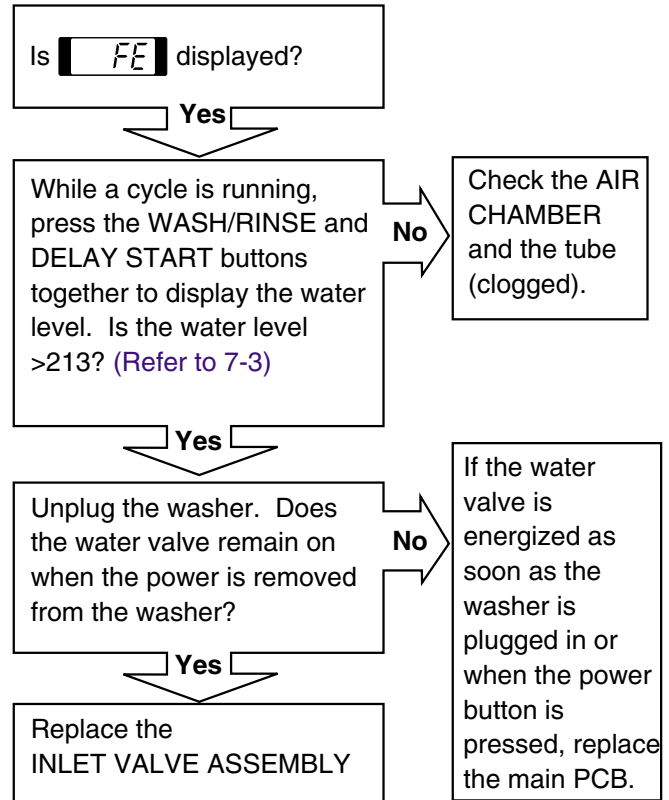 Is FE displayed?
Yes
While a cycle is running,
press the WASH/RINSE and
DELAY START buttons
together to display the water
level.  Is the water level
>213? (Refer to 7-3)
No
Check the AIR
CHAMBER
and the tube
(clogged).
Yes
Unplug the washer.  Does
the water valve remain on
when the power is removed
from the washer?
No
If the water
valve is
energized as
soon as the
washer is
plugged in or
when the power
button is
pressed, replace
the main PCB.
Yes
Replace the
INLET VALVE ASSEMBLY